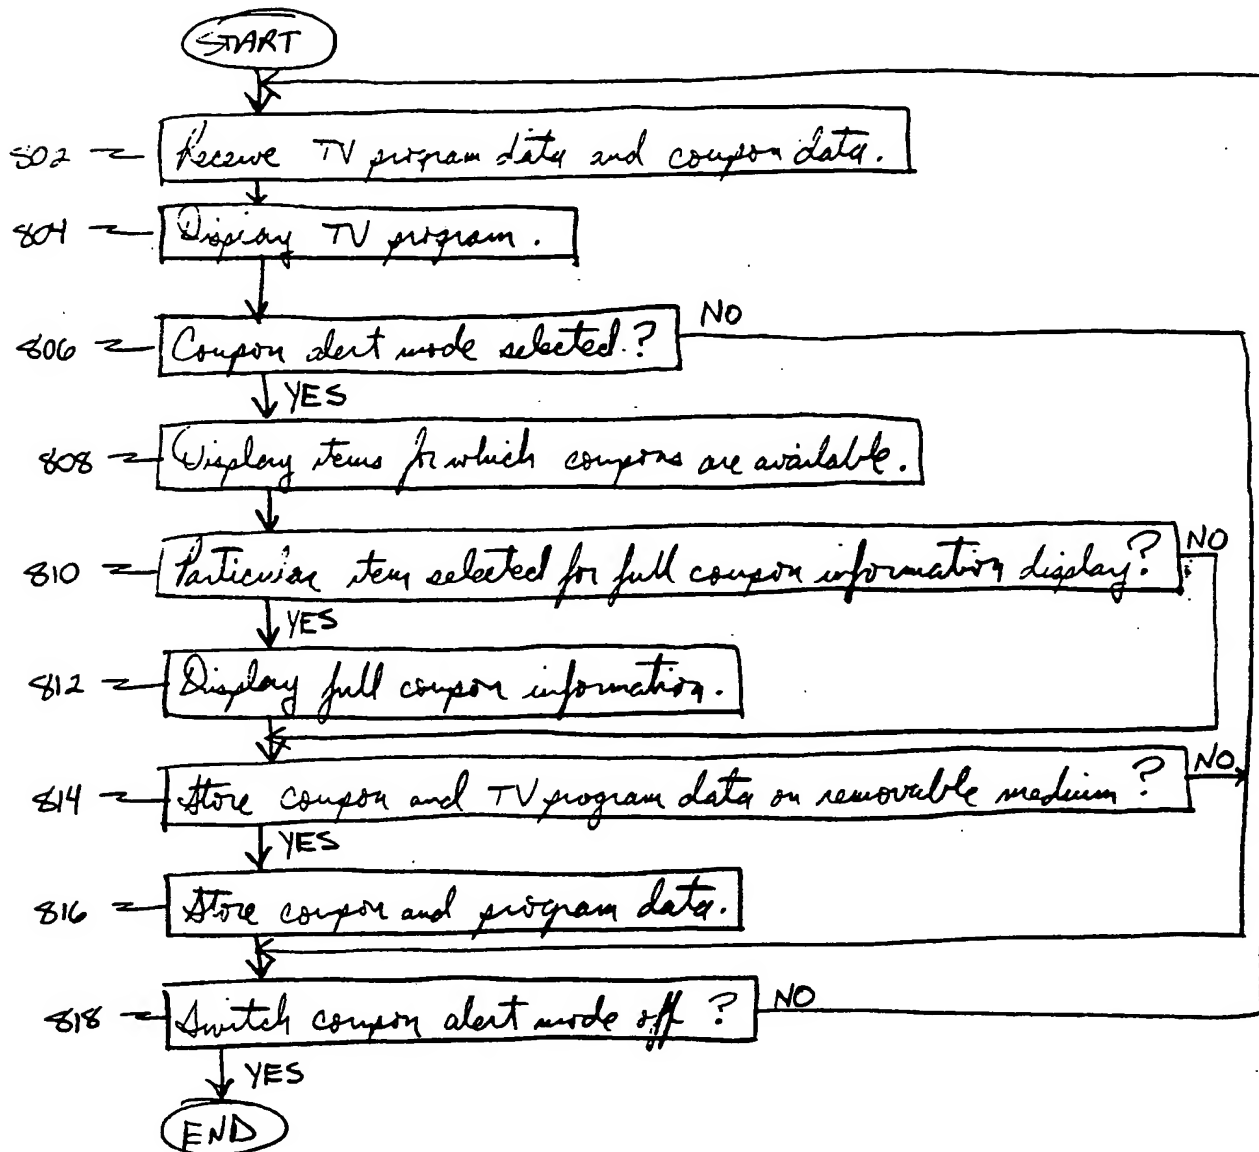 START
802 Receive TV program data and coupon data.
804 Display TV program.
806 Coupon alert mode selected? NO
YES
808 Display items for which coupons are available.
810 Particular item selected for full coupon information display? NO
YES
812 Display full coupon information.
814 Store coupon and TV program data on removable medium? NO
YES
816 Store coupon and program data.
818 Switch coupon alert mode off? NO
YES
END